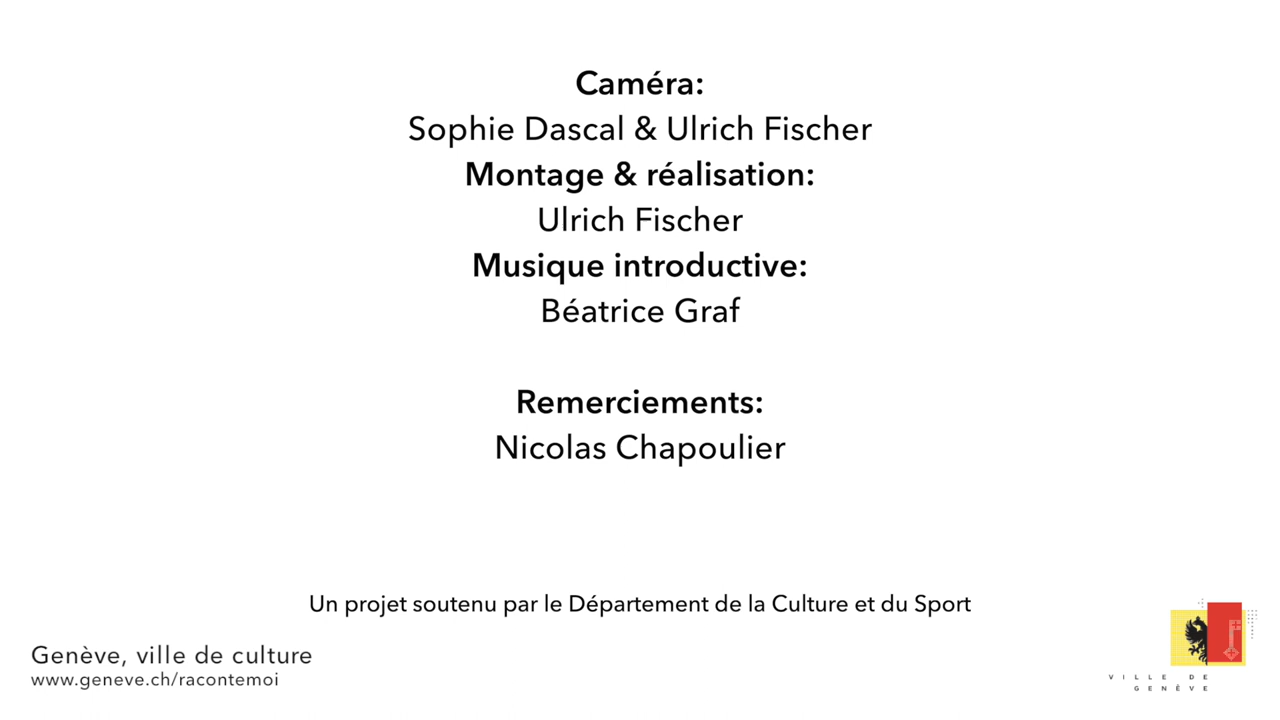 Caméra:
Sophie Dascal & Ulrich Fischer
Montage & réalisation:
Ulrich Fischer
Musique introductive:
Béatrice Graf
Remerciements:
Nicolas Chapoulier
Un projet soutenu par le Département de la Culture et du Sport
Genève, ville de culture
www.geneve.ch/racontemoi
VILLE DE
GENÈVE